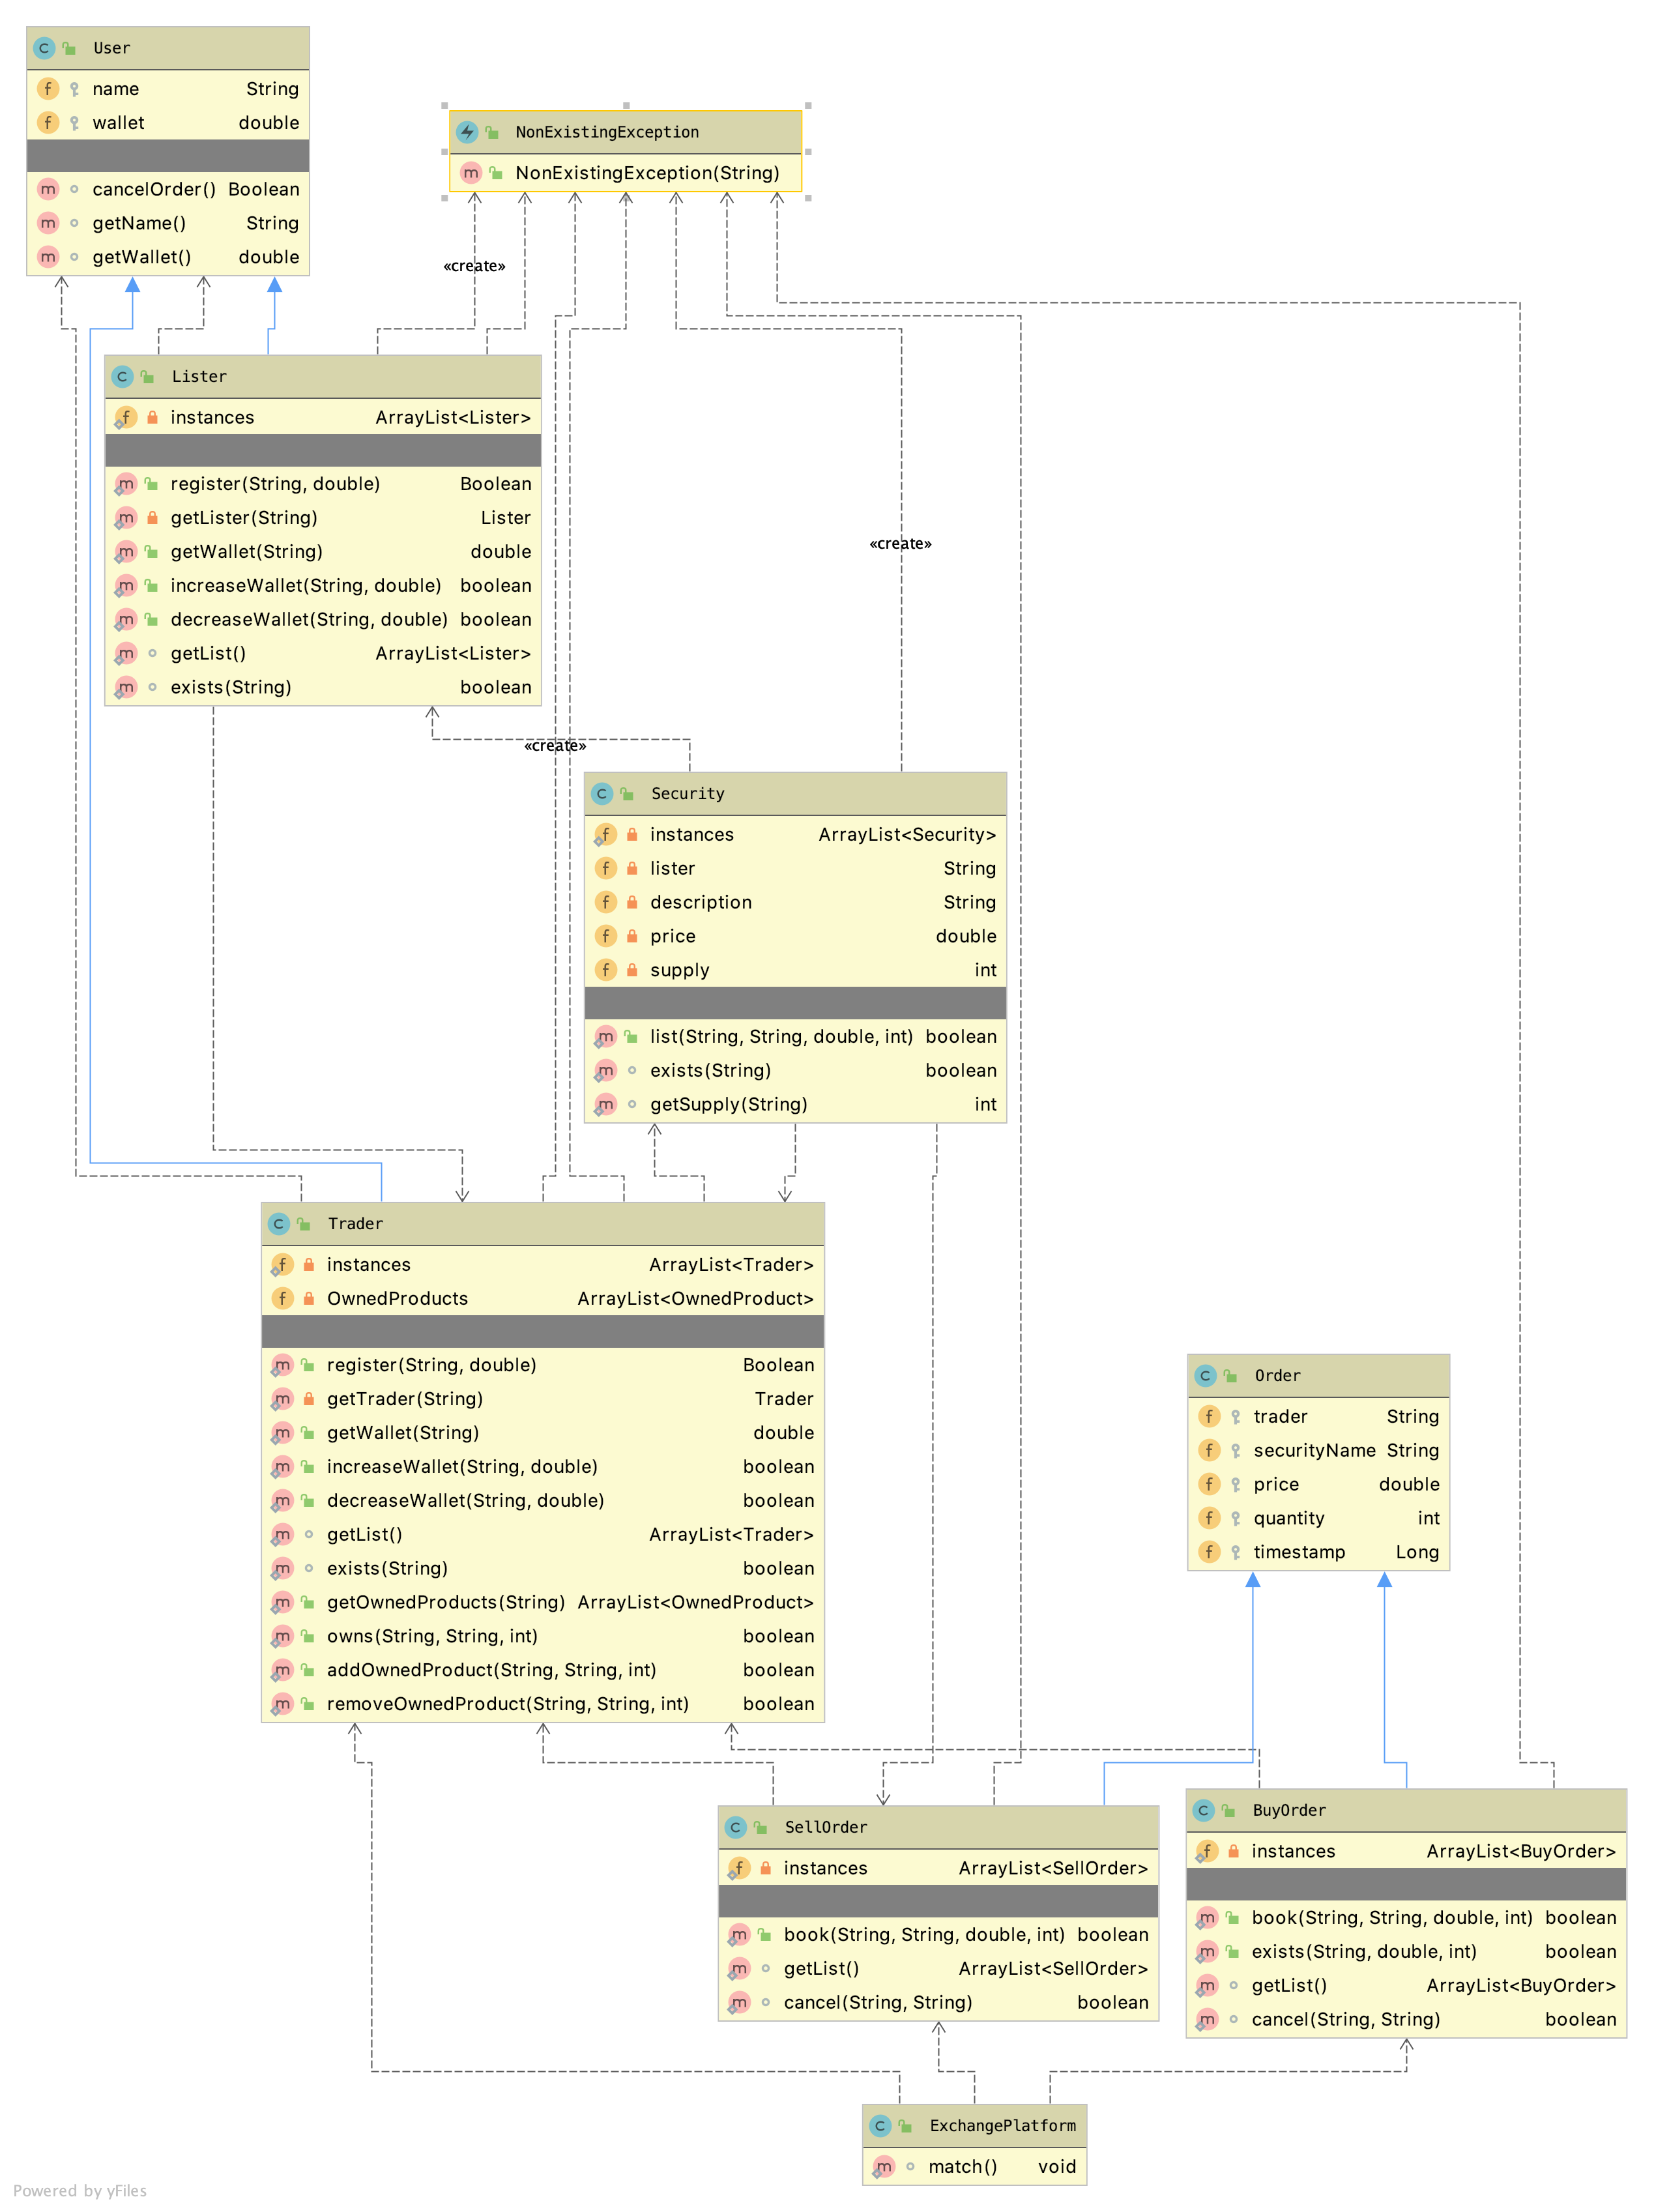 User
name String
wallet double
cancelOrder() Boolean
getName() String
getWallet() double
NonExistingException
NonExistingException(String)
«create»
Lister
instances ArrayList<Lister>
register(String, double) Boolean
getLister(String) Lister
getWallet(String) double
increaseWallet(String, double) boolean
decreaseWallet(String, double) boolean
getList() ArrayList<Lister>
exists(String) boolean
«create»
«create»
Security
instances ArrayList<Security>
lister String
description String
price double
supply int
list(String, String, double, int) boolean
exists(String) boolean
getSupply(String) int
Trader
instances ArrayList<Trader>
OwnedProducts ArrayList<OwnedProduct>
register(String, double) Boolean
getTrader(String) Trader
getWallet(String) double
increaseWallet(String, double) boolean
decreaseWallet(String, double) boolean
getList() ArrayList<Trader>
exists(String) boolean
getOwnedProducts(String) ArrayList<OwnedProduct>
owns(String, String, int) boolean
addOwnedProduct(String, String, int) boolean
removeOwnedProduct(String, String, int) boolean
Order
trader String
securityName String
price double
quantity int
timestamp Long
SellOrder
instances ArrayList<SellOrder>
book(String, String, double, int) boolean
getList() ArrayList<SellOrder>
cancel(String, String) boolean
BuyOrder
instances ArrayList<BuyOrder>
book(String, String, double, int) boolean
exists(String, double, int) boolean
getList() ArrayList<BuyOrder>
cancel(String, String) boolean
ExchangePlatform
match() void
Powered by yFiles